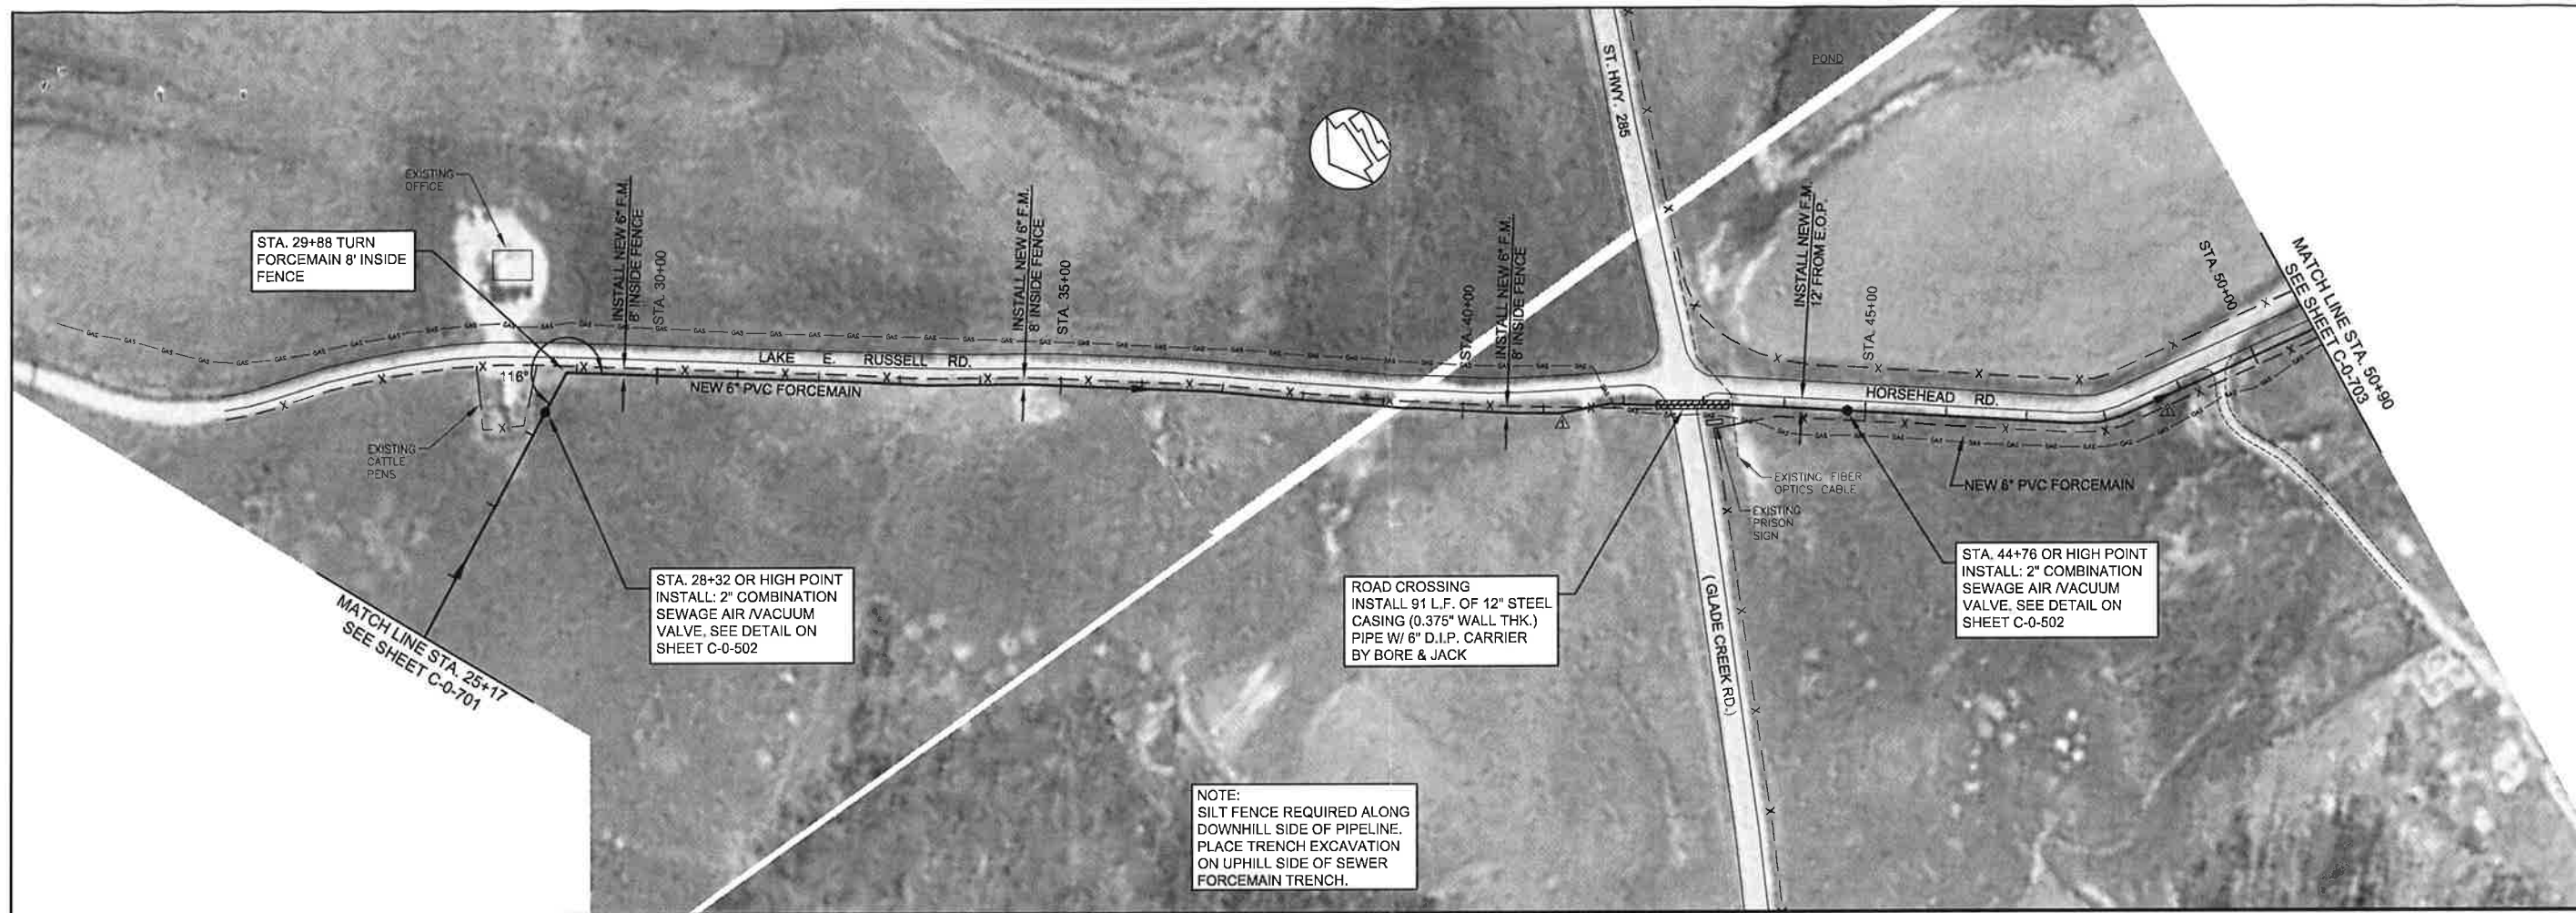 EXISTING
OFFICE
STA. 29+88 TURN
FORCEMAIN 8' INSIDE
FENCE
INSTALL NEW 6" F.M.
8' INSIDE FENCE
STA. 30+00
INSTALL NEW 6" F.M.
8' INSIDE FENCE
STA. 35+00
STA. 40+00
INSTALL NEW 6" F.M.
8' INSIDE FENCE
ST. HWY. 285
POND
INSTALL NEW F.M.
12' FROM E.O.P.
STA. 45+00
STA. 50+00
MATCH LINE STA. 50+90
SEE SHEET C-0-703
GAS GAS GAS GAS GAS GAS GAS GAS
LAKE E. RUSSELL RD.
116°
NEW 6" PVC FORCEMAIN
HORSEHEAD RD.
EXISTING
CATTLE
PENS
EXISTING FIBER
OPTICS CABLE
NEW 6" PVC FORCEMAIN
EXISTING
PRISON
SIGN
STA. 28+32 OR HIGH POINT
INSTALL: 2" COMBINATION
SEWAGE AIR /VACUUM
VALVE, SEE DETAIL ON
SHEET C-0-502
ROAD CROSSING
INSTALL 91 L.F. OF 12" STEEL
CASING (0.375" WALL THK.)
PIPE W/ 6" D.I.P. CARRIER
BY BORE & JACK
STA. 44+76 OR HIGH POINT
INSTALL: 2" COMBINATION
SEWAGE AIR /VACUUM
VALVE, SEE DETAIL ON
SHEET C-0-502
MATCH LINE STA. 25+17
SEE SHEET C-0-701
( GLADE CREEK RD.)
NOTE:
SILT FENCE REQUIRED ALONG
DOWNHILL SIDE OF PIPELINE.
PLACE TRENCH EXCAVATION
ON UPHILL SIDE OF SEWER
FORCEMAIN TRENCH.